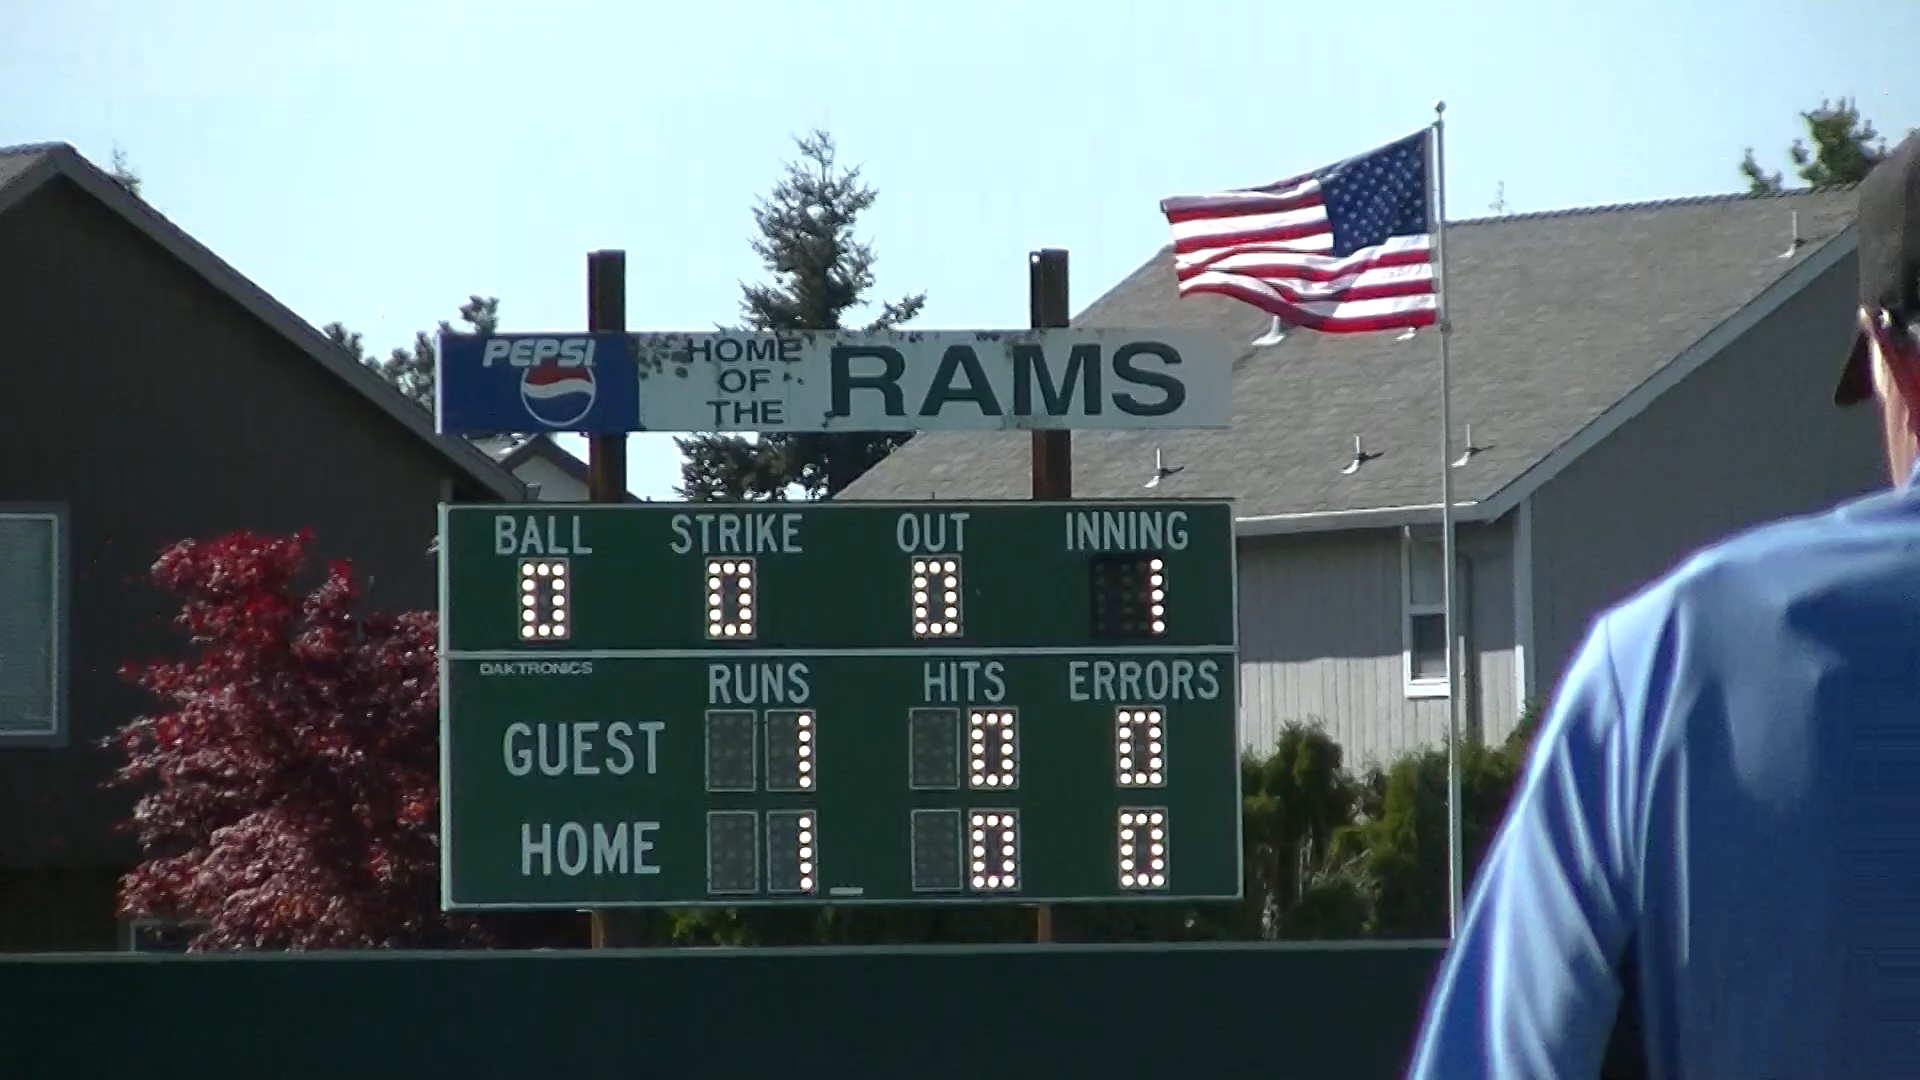 PEPSI
HOME
OF
THE
RAMS
BALL STRIKE OUT INNING
0 0 0 1
DAKTRONICS
RUNS HITS ERRORS
GUEST 1 0 0
HOME 1 0 0